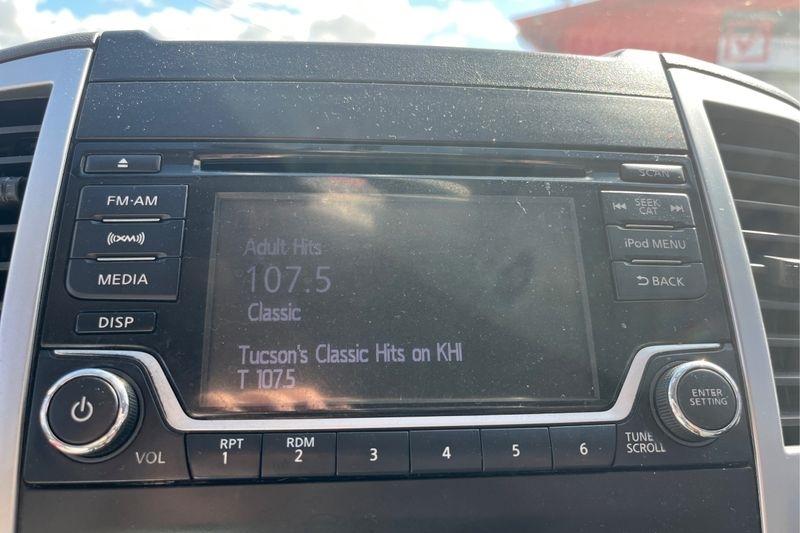 SCAN
FM·AM
SEEK
CAT
XM
iPod MENU
MEDIA
BACK
DISP
Adult Hits
107.5
Classic
Tucson's Classic Hits on KHI
T 107.5
ENTER
SETTING
VOL
RPT
1
RDM
2
3
4
5
6
TUNE
SCROLL